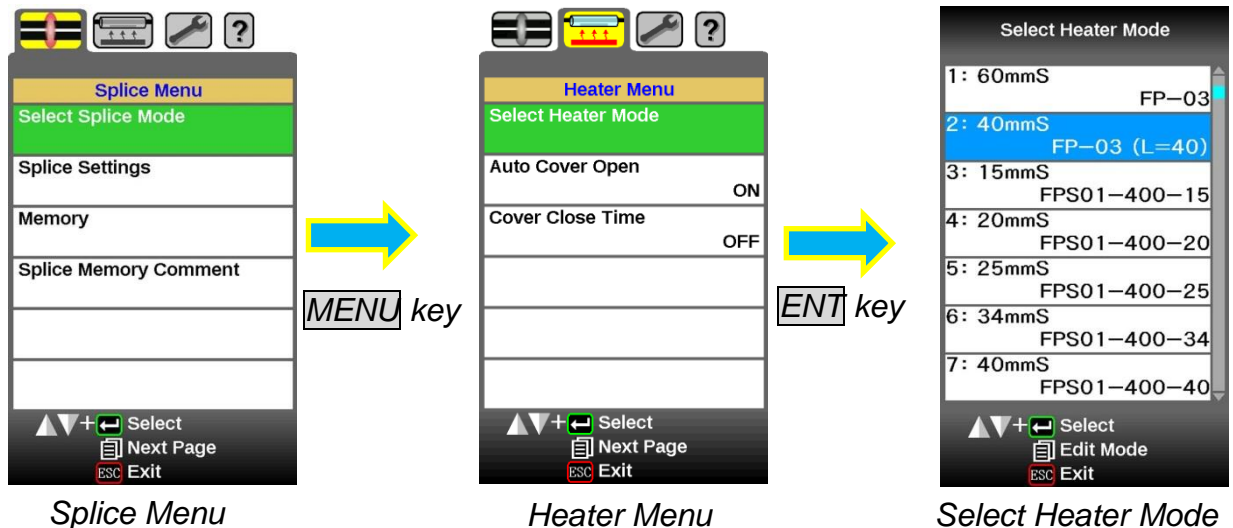 ?
Splice Menu
Select Splice Mode
Splice Settings
Memory
Splice Memory Comment
+ Select
Next Page
ESC Exit
Splice Menu
MENU key
?
Heater Menu
Select Heater Mode
Auto Cover Open
ON
Cover Close Time
OFF
+ Select
Next Page
ESC Exit
Heater Menu
ENT key
Select Heater Mode
1: 60mmS
FP-03
2: 40mmS
FP-03 (L=40)
3: 15mmS
FPS01-400-15
4: 20mmS
FPS01-400-20
5: 25mmS
FPS01-400-25
6: 34mmS
FPS01-400-34
7: 40mmS
FPS01-400-40
+ Select
Edit Mode
ESC Exit
Select Heater Mode